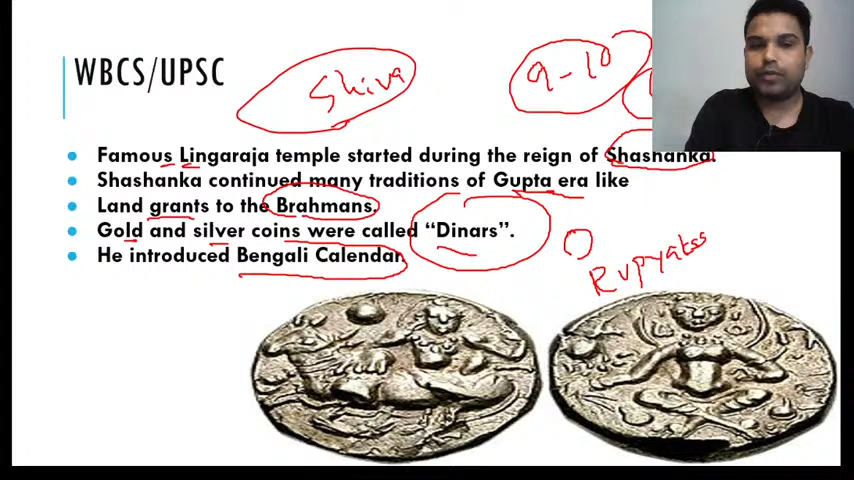 WBCS/UPSC
Shiva
9-10
Famous Lingaraja temple started during the reign of Shashanka.
Shashanka continued many traditions of Gupta era like
Land grants to the Brahmans.
Gold and silver coins were called “Dinars”.
He introduced Bengali Calendar.
Rupyakas